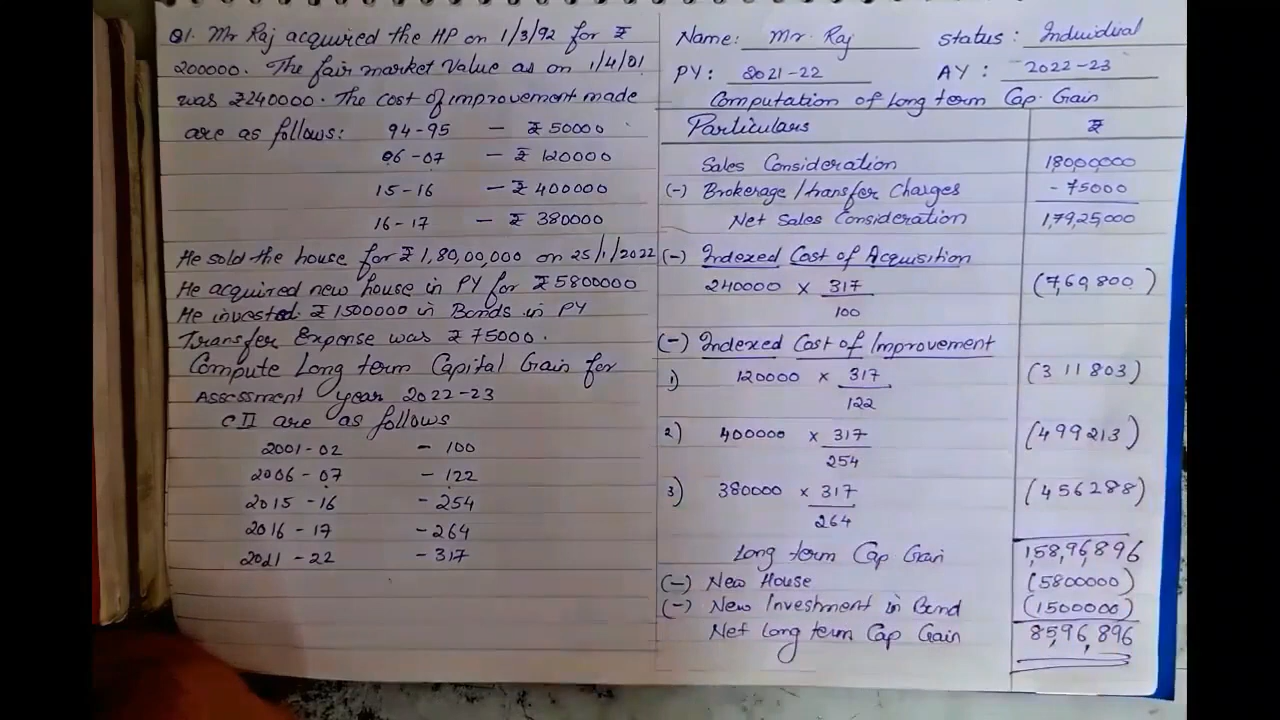 Q1. Mr Raj acquired the HP on 1/3/92 for ₹
200000. The fair market Value as on 1/4/01
was ₹240000. The cost of improvement made
are as follows: 94-95 - ₹ 50000
06-07 - ₹ 120000
15-16 - ₹ 400000
16-17 - ₹ 380000
He sold the house for ₹ 1,80,00,000 on 25/1/2022
He acquired new house in PY for ₹5800000
He invested ₹1500000 in Bonds in PY
Transfer Expense was ₹75000.
Compute Long term Capital Gain for
Assessment year 2022-23
CII are as follows
2001-02 - 100
2006-07 - 122
2015-16 - 254
2016-17 - 264
2021-22 - 317
Name: Mr. Raj Status: Individual
PY: 2021-22 AY: 2022-23
Computation of Long term Cap. Gain
Particulars ₹
Sales Consideration 18000000
(-) Brokerage/transfer Charges -75000
Net Sales Consideration 1,79,25,000
(-) Indexed Cost of Acquisition
240000 × 317 (7,60,800)
100
(-) Indexed Cost of Improvement
1) 120000 × 317 (311803)
122
2) 400000 × 317 (499213)
254
3) 380000 × 317 (456288)
264
Long term Cap Gain 1,58,96,896
(-) New House (5800000)
(-) New Investment in Bond (1500000)
Net Long term Cap Gain 85,96,896